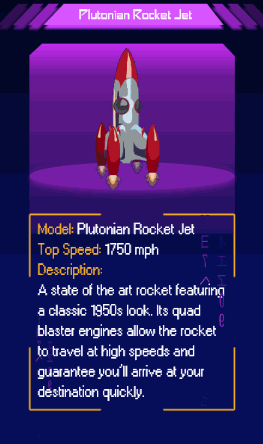 Plutonian Rocket Jet
Model: Plutonian Rocket Jet
Top Speed: 1750 mph
Description:
A state of the art rocket featuring
a classic 1950s look. Its quad
blaster engines allow the rocket
to travel at high speeds and
guarantee you'll arrive at your
destination quickly.